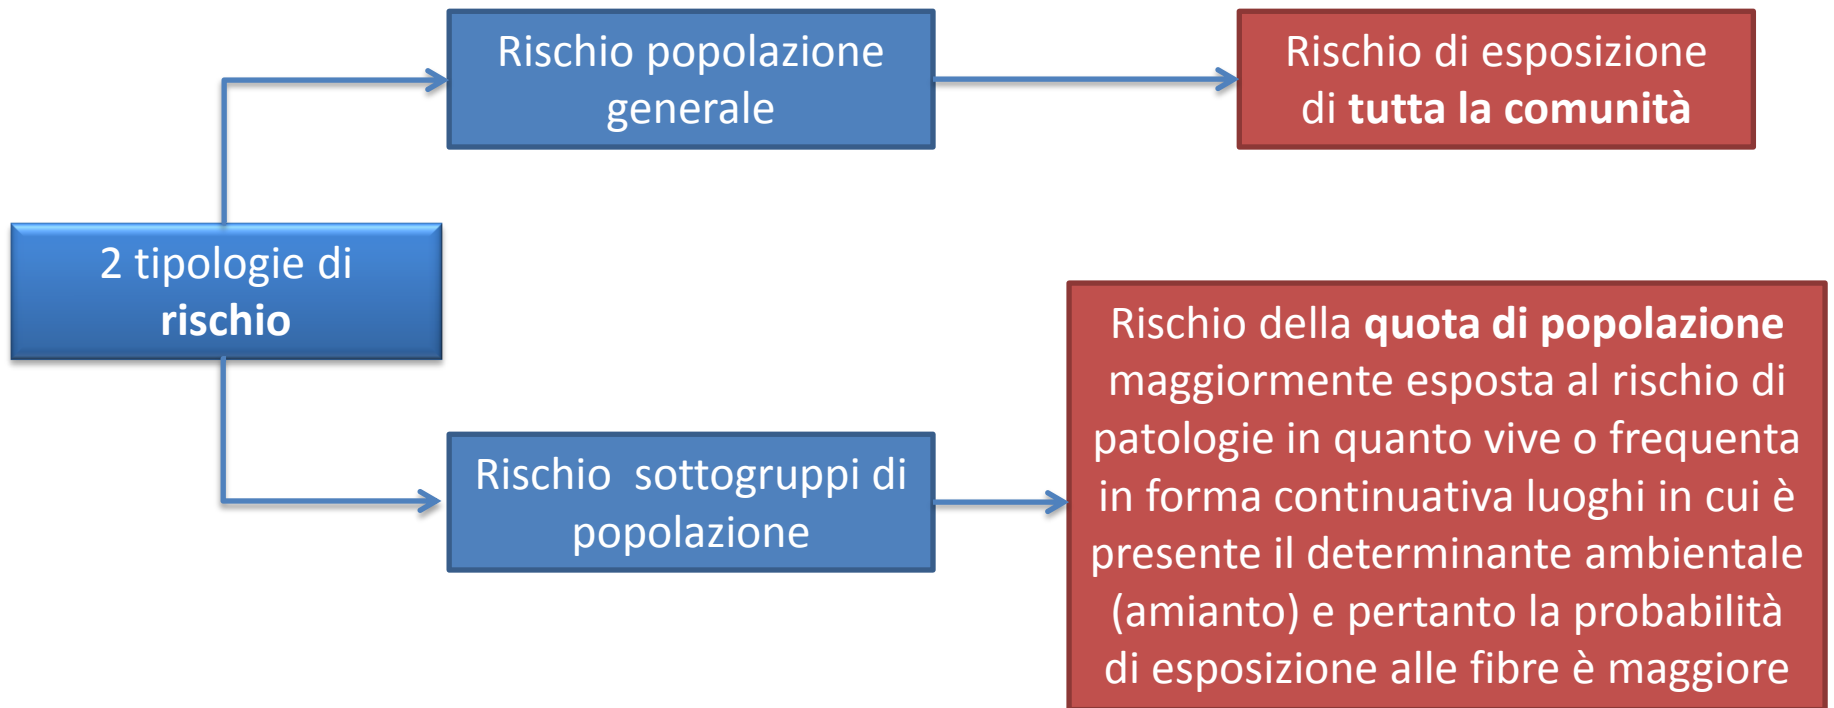 Rischio popolazione
generale
Rischio di esposizione
di tutta la comunità
2 tipologie di
rischio
Rischio sottogruppi di
popolazione
Rischio della quota di popolazione
maggiormente esposta al rischio di
patologie in quanto vive o frequenta
in forma continuativa luoghi in cui è
presente il determinante ambientale
(amianto) e pertanto la probabilità
di esposizione alle fibre è maggiore